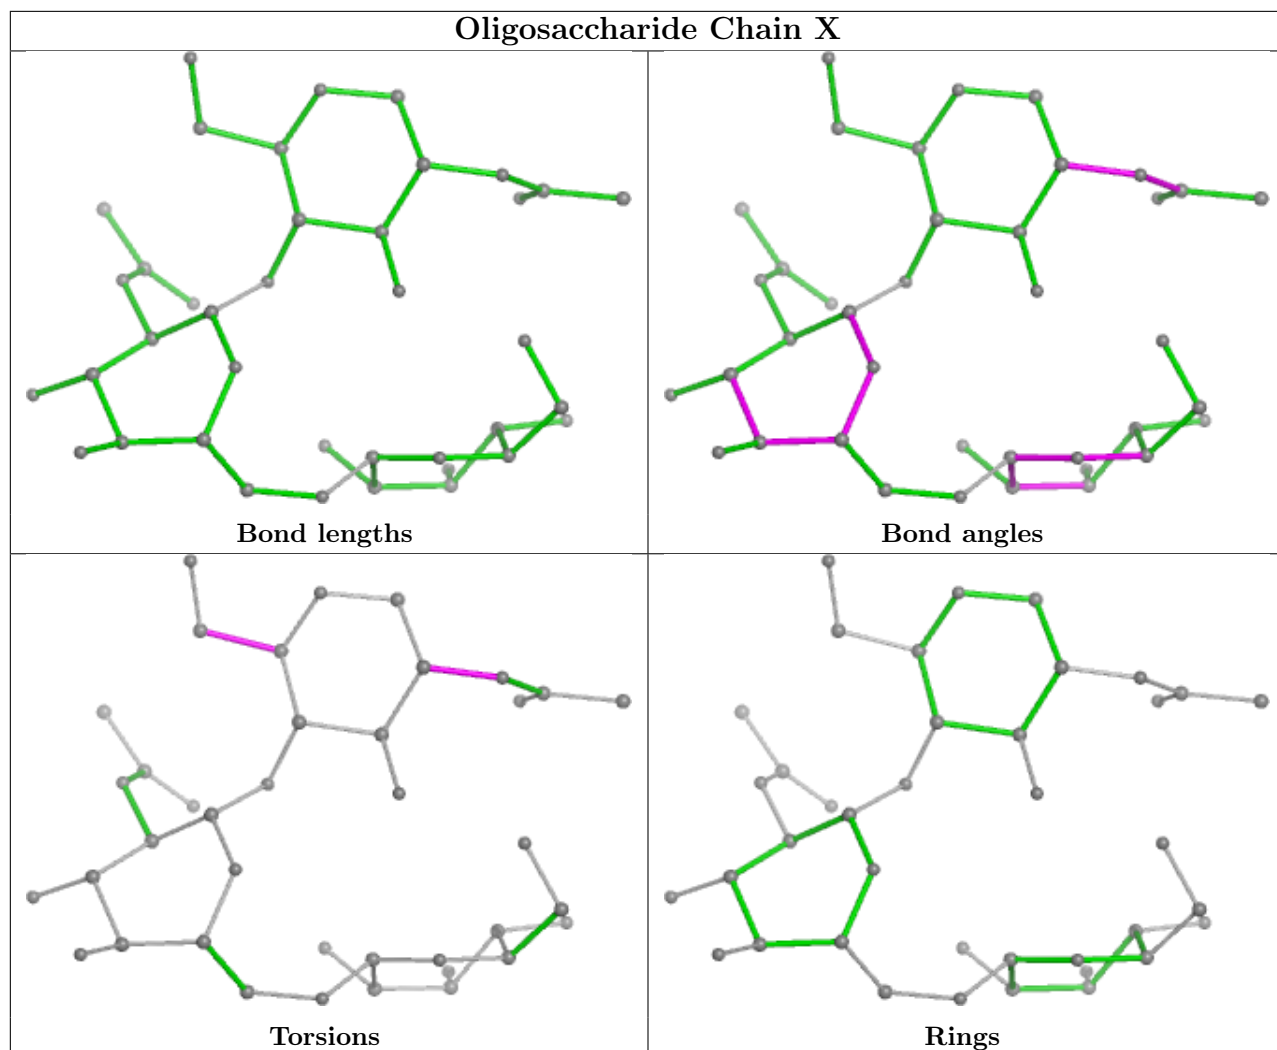 Oligosaccharide Chain X
Bond lengths
Bond angles
Torsions
Rings